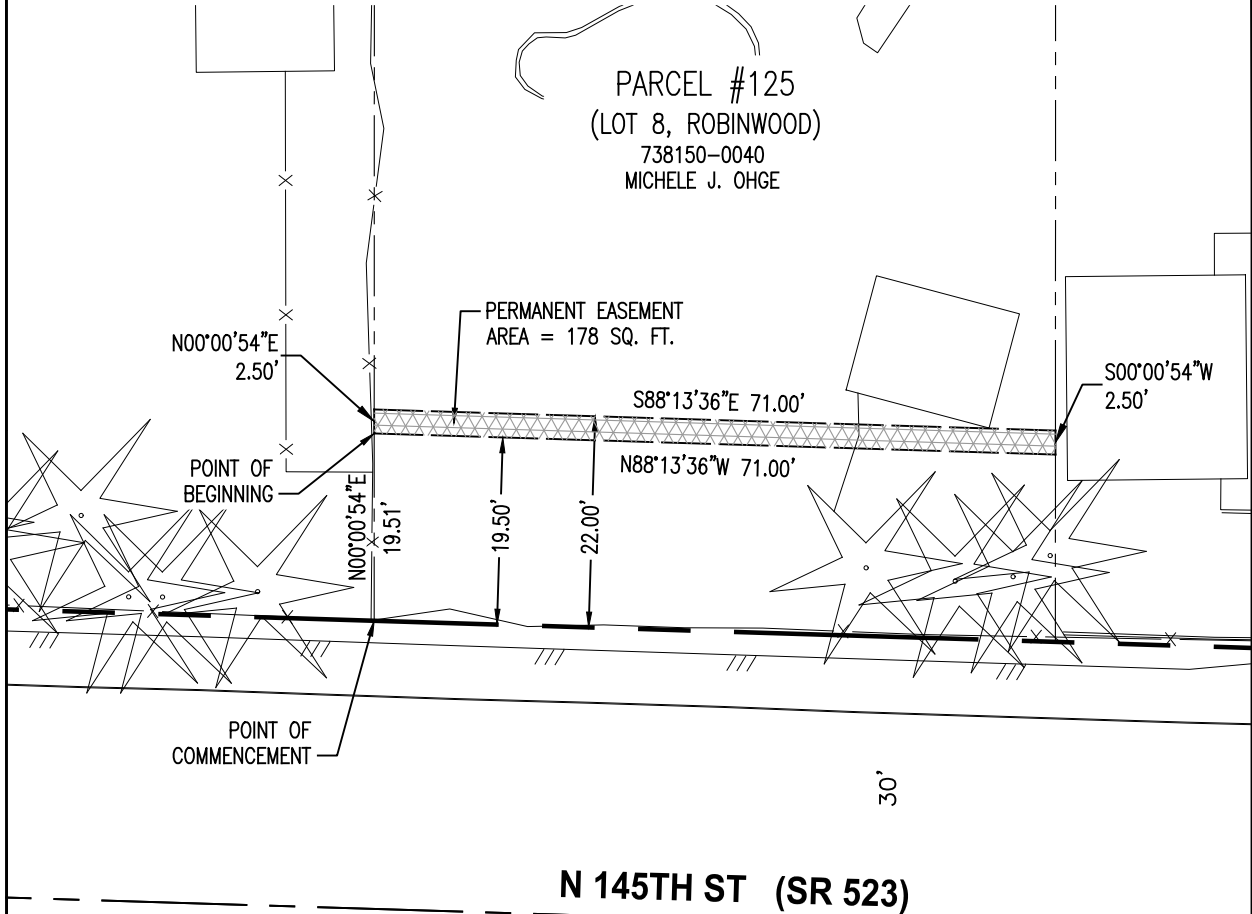 PARCEL #125
(LOT 8, ROBINWOOD)
738150-0040
MICHELE J. OHGE
PERMANENT EASEMENT
AREA = 178 SQ. FT.
N00°00'54"E
2.50'
S00°00'54"W
2.50'
S88°13'36"E 71.00'
N88°13'36"W 71.00'
POINT OF
BEGINNING
N00°00'54"E
19.51'
19.50'
22.00'
POINT OF
COMMENCEMENT
30'
N 145TH ST (SR 523)